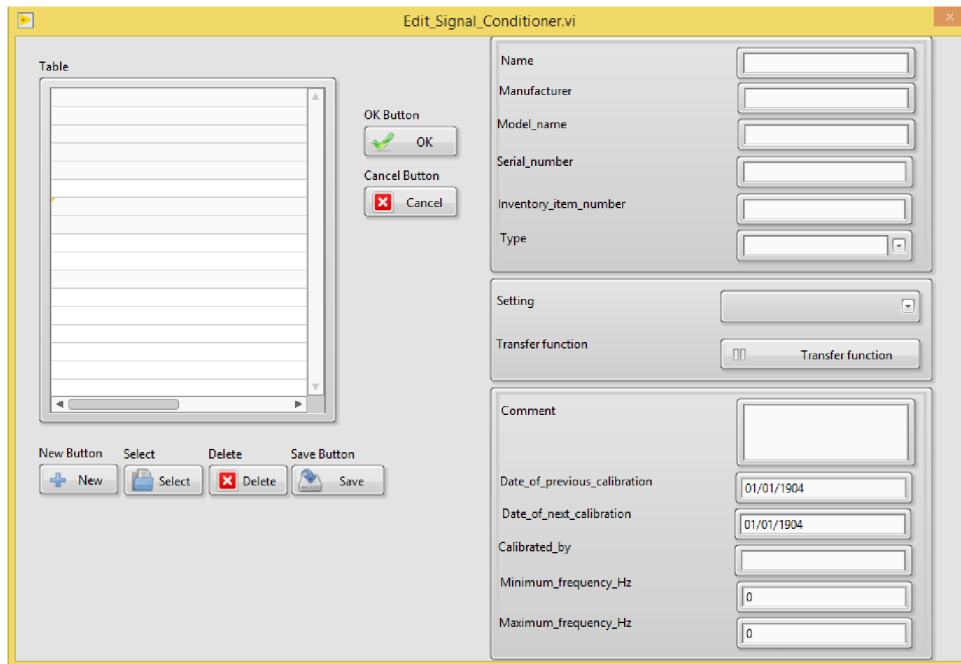 Edit_Signal_Conditioner.vi
Table
OK Button
OK
Cancel Button
Cancel
New Button
Select
Delete
Save Button
New
Select
Delete
Save
Name
Manufacturer
Model_name
Serial_number
Inventory_item_number
Type
Setting
Transfer function
Transfer function
Comment
Date_of_previous_calibration
01/01/1904
Date_of_next_calibration
01/01/1904
Calibrated_by
Minimum_frequency_Hz
0
Maximum_frequency_Hz
0